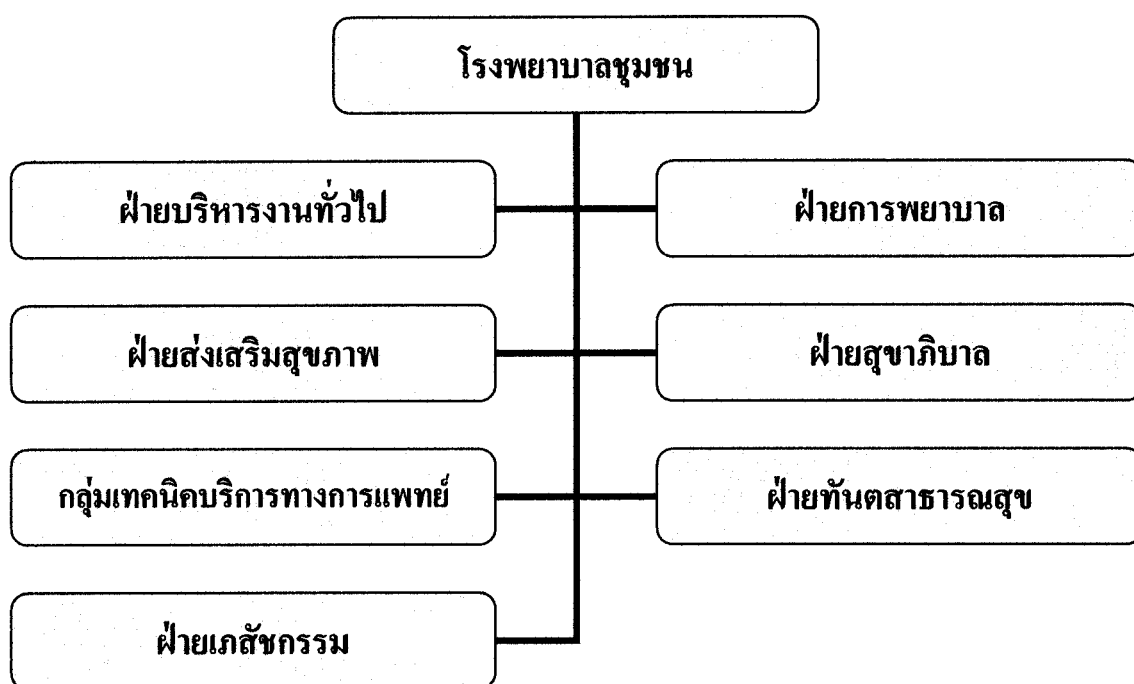 โรงพยาบาลชุมชน
ฝ่ายบริหารงานทั่วไป
ฝ่ายการพยาบาล
ฝ่ายส่งเสริมสุขภาพ
ฝ่ายสุขาภิบาล
กลุ่มเทคนิคบริการทางการแพทย์
ฝ่ายทันตสาธารณสุข
ฝ่ายเภสัชกรรม